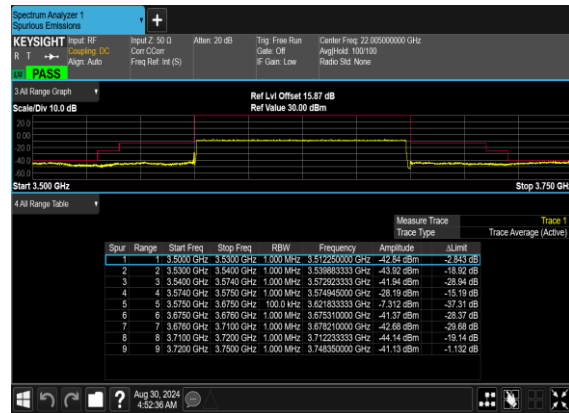 Spectrum Analyzer 1
Spurious Emissions
KEYSIGHT Input: RF Input Z: 50 Ω Atten: 20 dB Trig: Free Run Center Freq: 22.005000000 GHz
R T Coupling: DC Corr CCorr Gate: Off Avg|Hold: 100/100
Align: Auto Freq Ref: Int (S) IF Gain: Low Radio Std: None
PASS
3 All Range Graph
Ref Lvl Offset 15.87 dB
Scale/Div 10.0 dB Ref Value 30.00 dBm
20.0
0.00
-20.0
-40.0
-60.0
Start 3.500 GHz Stop 3.750 GHz
4 All Range Table
Measure Trace Trace 1
Trace Type Trace Average (Active)
Spur Range Start Freq Stop Freq RBW Frequency Amplitude ΔLimit
1 1 3.5000 GHz 3.5300 GHz 1.000 MHz 3.512250000 GHz -42.84 dBm -2.843 dB
2 2 3.5300 GHz 3.5400 GHz 1.000 MHz 3.539883333 GHz -43.92 dBm -18.92 dB
3 3 3.5400 GHz 3.5740 GHz 1.000 MHz 3.572923333 GHz -41.94 dBm -28.94 dB
4 4 3.5740 GHz 3.5750 GHz 1.000 MHz 3.574945000 GHz -28.19 dBm -15.19 dB
5 5 3.5750 GHz 3.6750 GHz 100.0 kHz 3.621833333 GHz -7.312 dBm -37.31 dB
6 6 3.6750 GHz 3.6760 GHz 1.000 MHz 3.675310000 GHz -41.37 dBm -28.37 dB
7 7 3.6760 GHz 3.7100 GHz 1.000 MHz 3.678210000 GHz -42.68 dBm -29.68 dB
8 8 3.7100 GHz 3.7200 GHz 1.000 MHz 3.712233333 GHz -44.14 dBm -19.14 dB
9 9 3.7200 GHz 3.7500 GHz 1.000 MHz 3.748350000 GHz -41.13 dBm -1.132 dB
Aug 30, 2024
4:52:36 AM